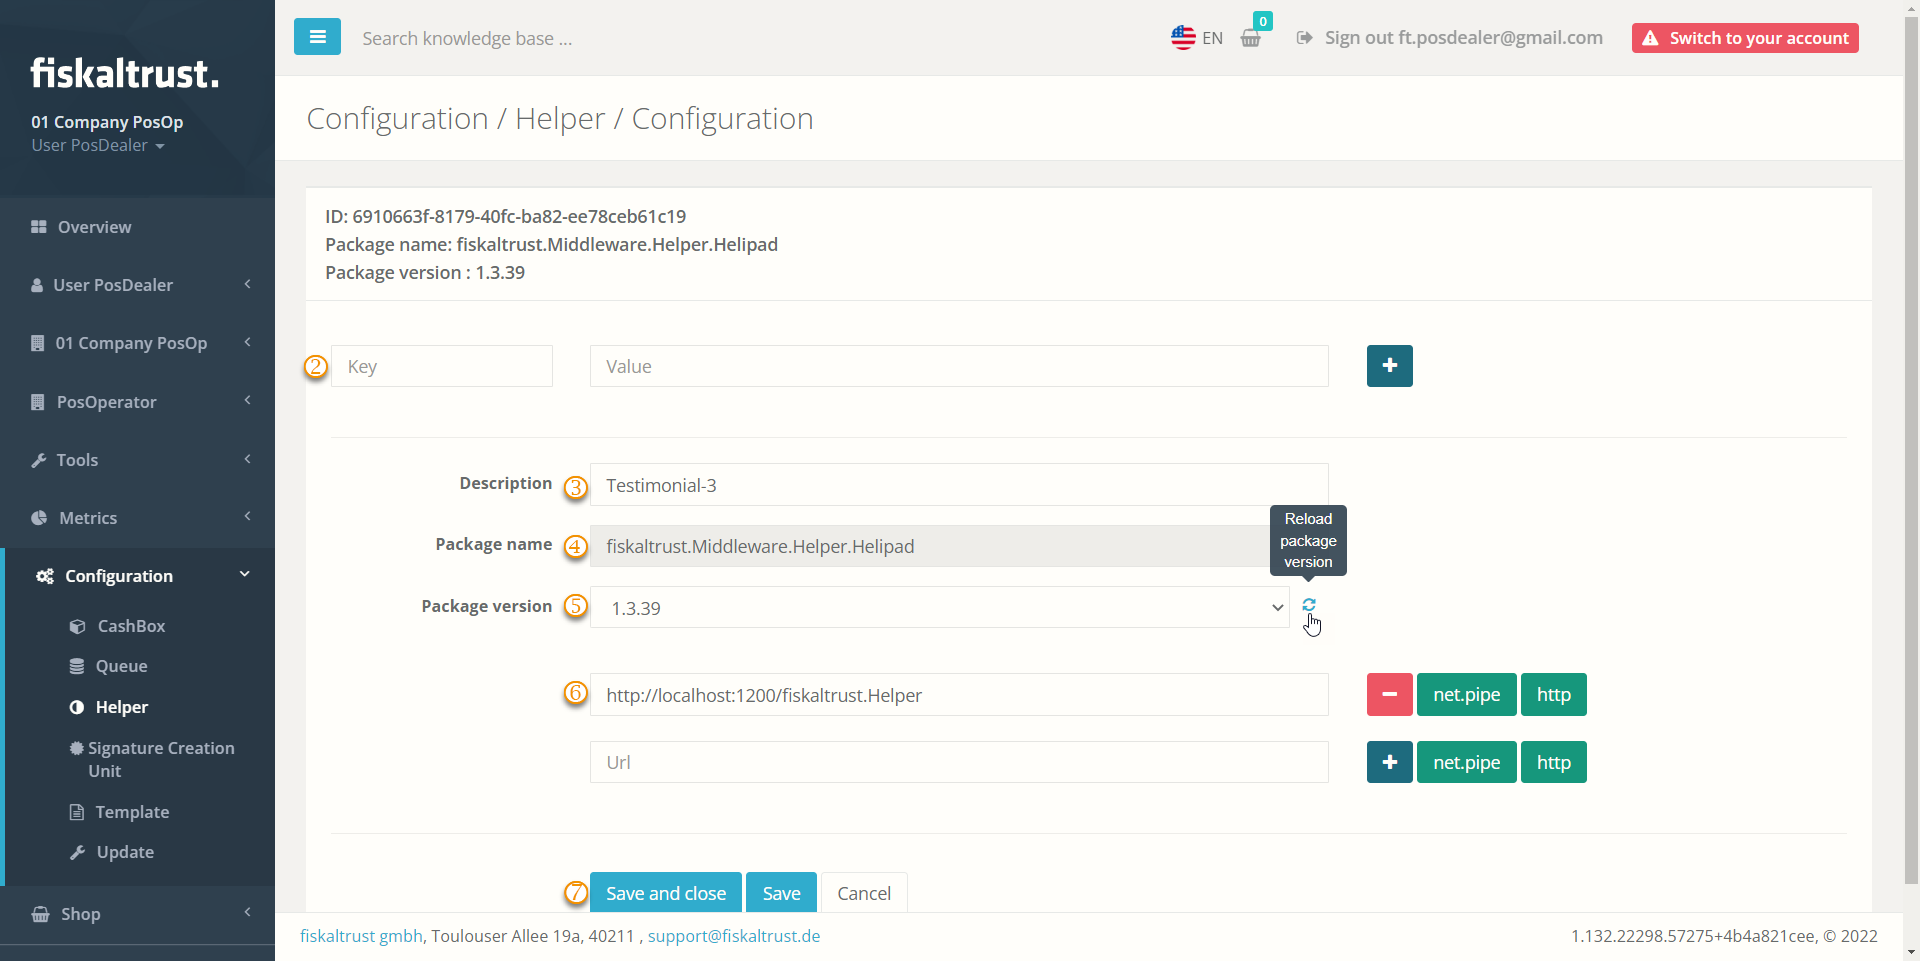 fiskaltrust.
01 Company PosOp
User PosDealer
Overview
User PosDealer
01 Company PosOp
PosOperator
Tools
Metrics
Configuration
CashBox
Queue
Helper
Signature Creation
Unit
Template
Update
Shop
Search knowledge base ...
EN
0
Sign out ft.posdealer@gmail.com
Switch to your account
Configuration / Helper / Configuration
ID: 6910663f-8179-40fc-ba82-ee78ceb61c19
Package name: fiskaltrust.Middleware.Helper.Helipad
Package version : 1.3.39
2 Key Value +
Description 3 Testimonial-3
Reload
package
version
Package name 4 fiskaltrust.Middleware.Helper.Helipad
Package version 5 1.3.39
6 http://localhost:1200/fiskaltrust.Helper − net.pipe http
Url + net.pipe http
7 Save and close Save Cancel
fiskaltrust gmbh, Toulouser Allee 19a, 40211 , support@fiskaltrust.de
1.132.22298.57275+4b4a821cee, © 2022